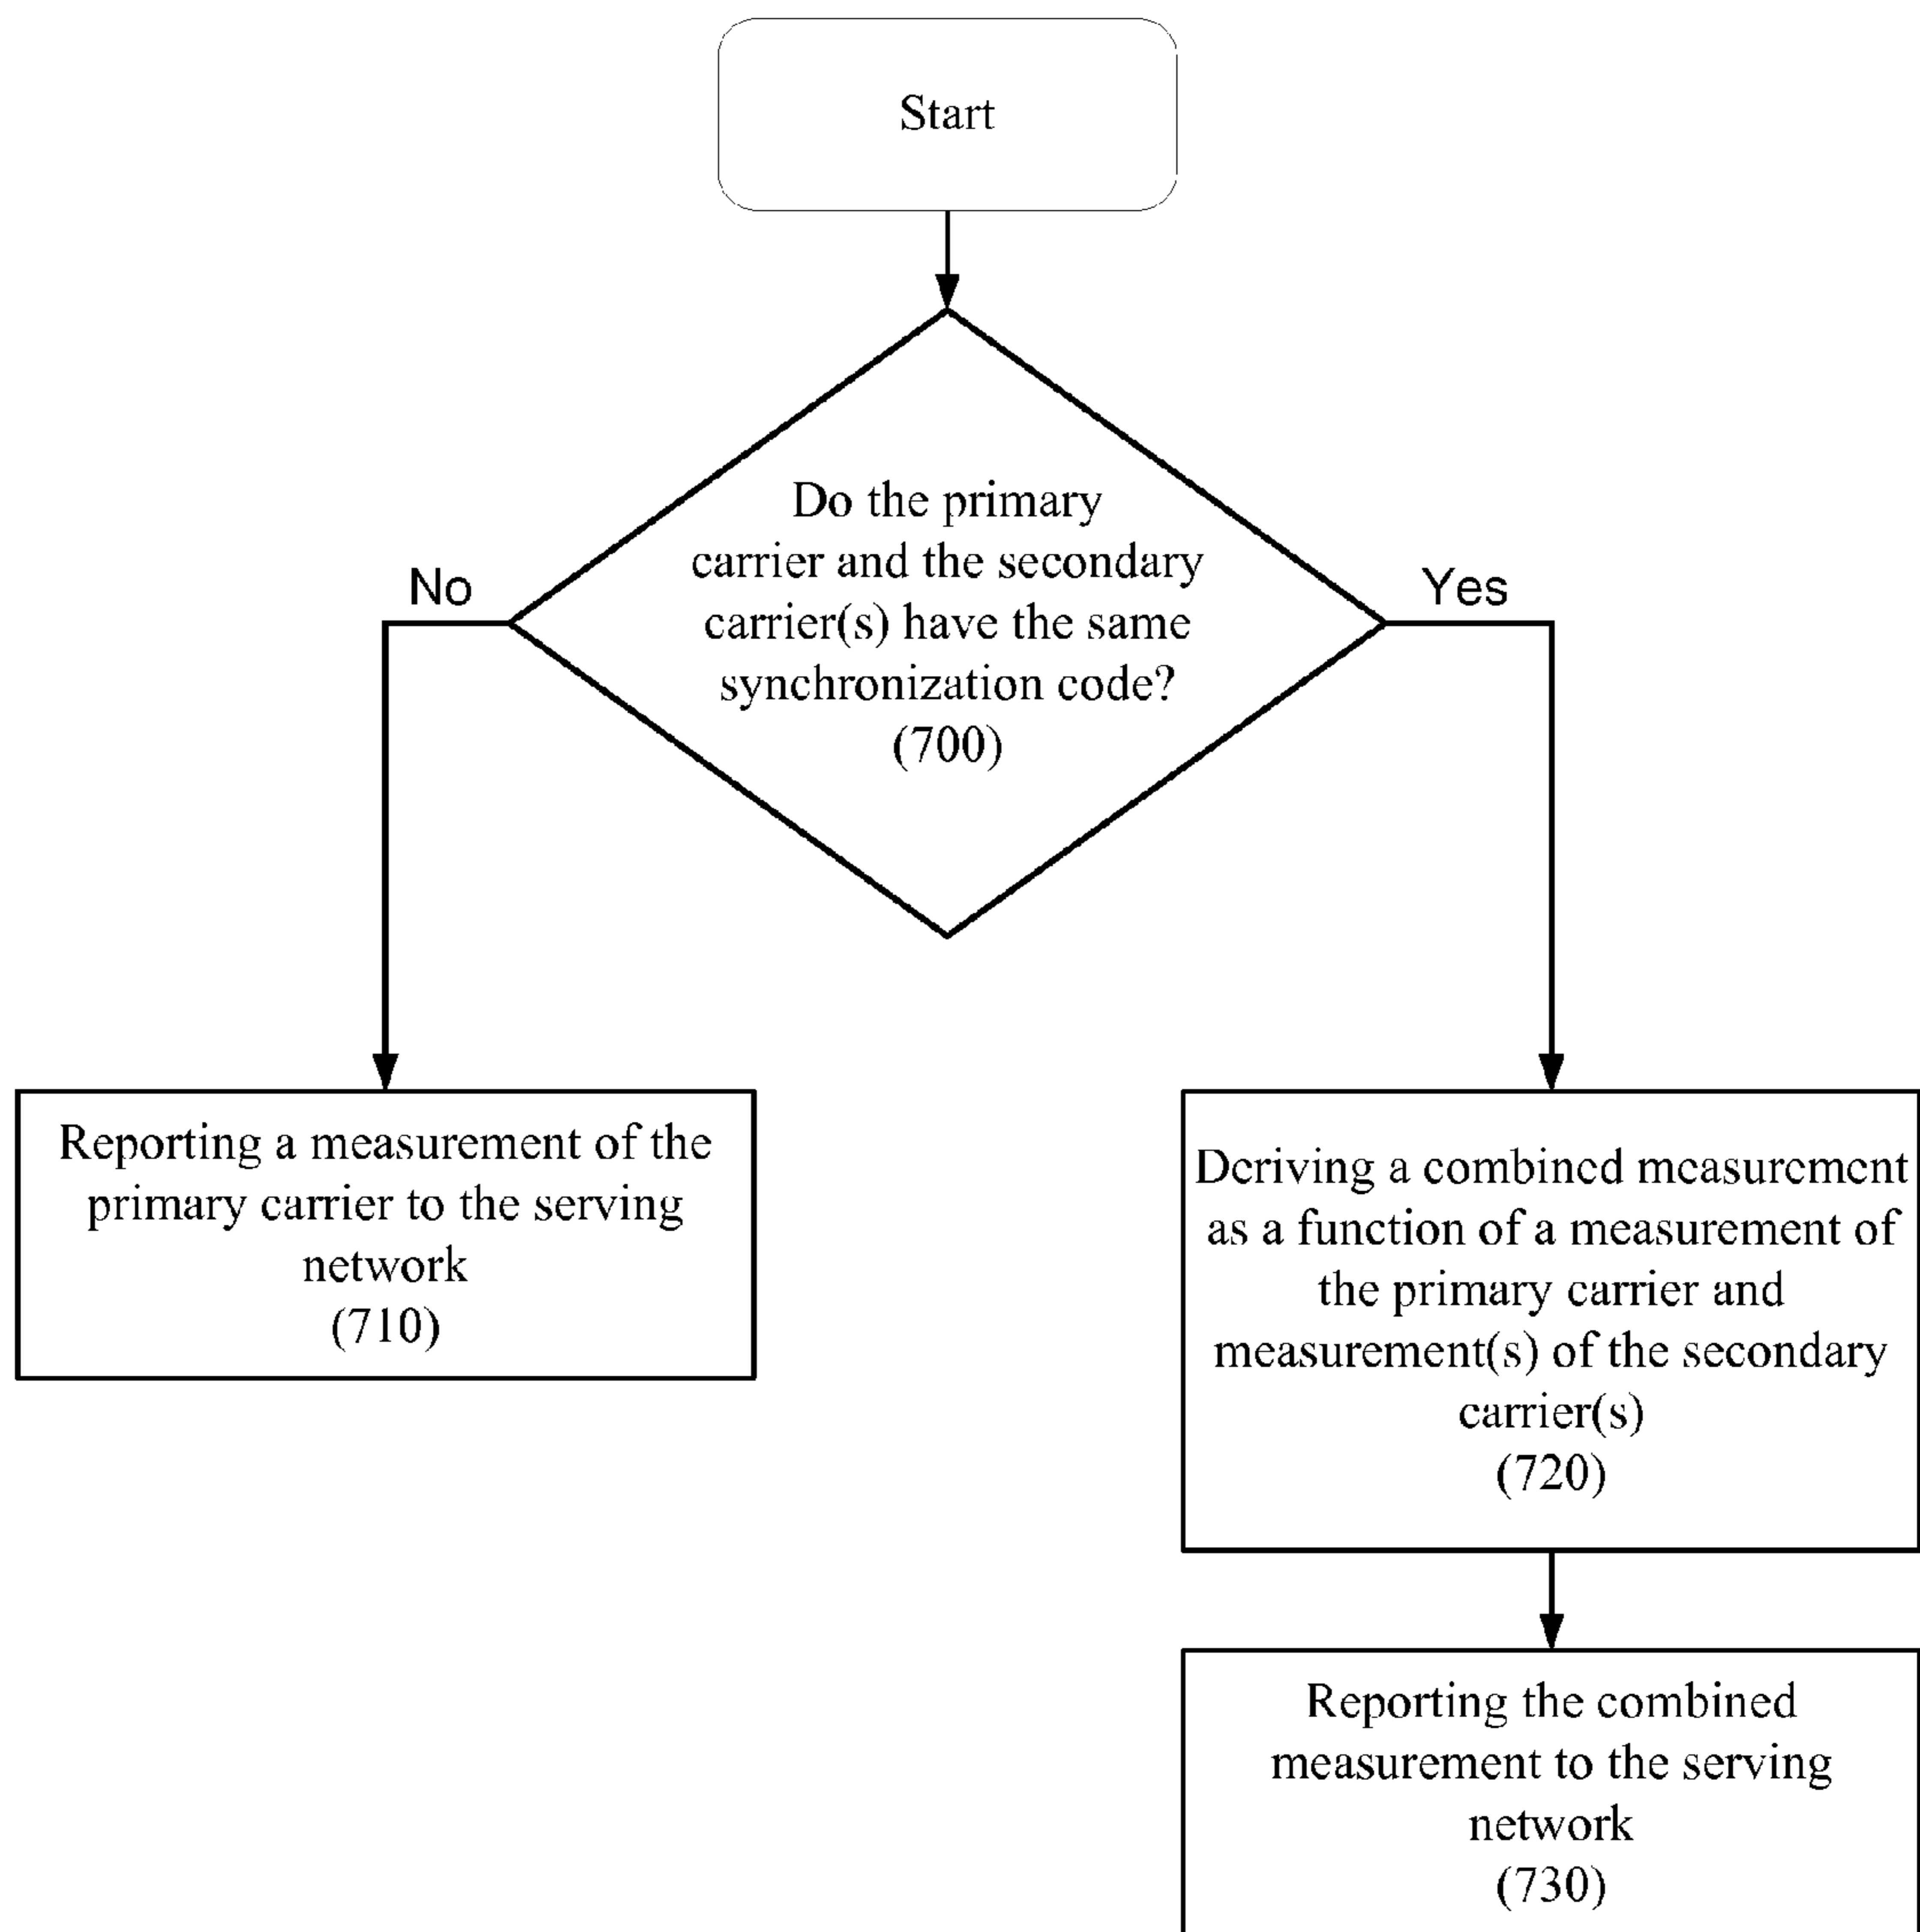 Start
Do the primary
carrier and the secondary
carrier(s) have the same
synchronization code?
(700)
No
Yes
Reporting a measurement of the
primary carrier to the serving
network
(710)
Deriving a combined measurement
as a function of a measurement of
the primary carrier and
measurement(s) of the secondary
carrier(s)
(720)
Reporting the combined
measurement to the serving
network
(730)